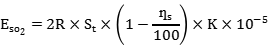 E_{so_2} = 2R × S_t × (1 − η_s/100) × K × 10^{-5}